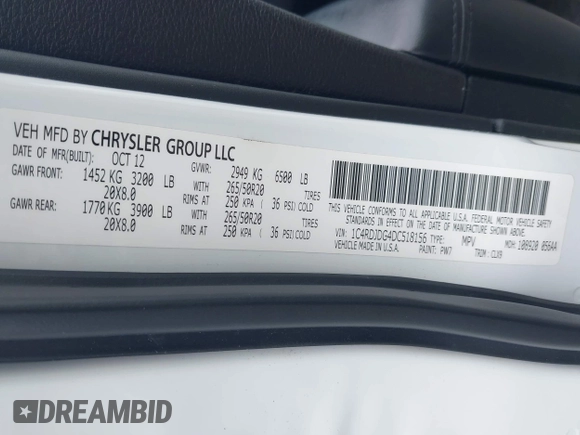 VEH MFD BY CHRYSLER GROUP LLC
DATE OF MFR(BUILT): OCT 12 GVWR: 2949 KG 6500 LB
GAWR FRONT: 1452 KG 3200 LB WITH 265/50R20 TIRES
20X8.0 RIMS AT 250 KPA ( 36 PSI) COLD
GAWR REAR: 1770 KG 3900 LB WITH 265/50R20 TIRES
20X8.0 RIMS AT 250 KPA ( 36 PSI) COLD
THIS VEHICLE CONFORMS TO ALL APPLICABLE U.S.A. FEDERAL MOTOR VEHICLE SAFETY
STANDARDS IN EFFECT ON THE DATE OF MANUFACTURE SHOWN ABOVE.
VIN: 1C4RDJDG4DC518156 TYPE: MPV MDH: 100920 056AA
VEHICLE MADE IN U.S.A. PAINT: PW7 TRIM: CLX9
DREAMBID